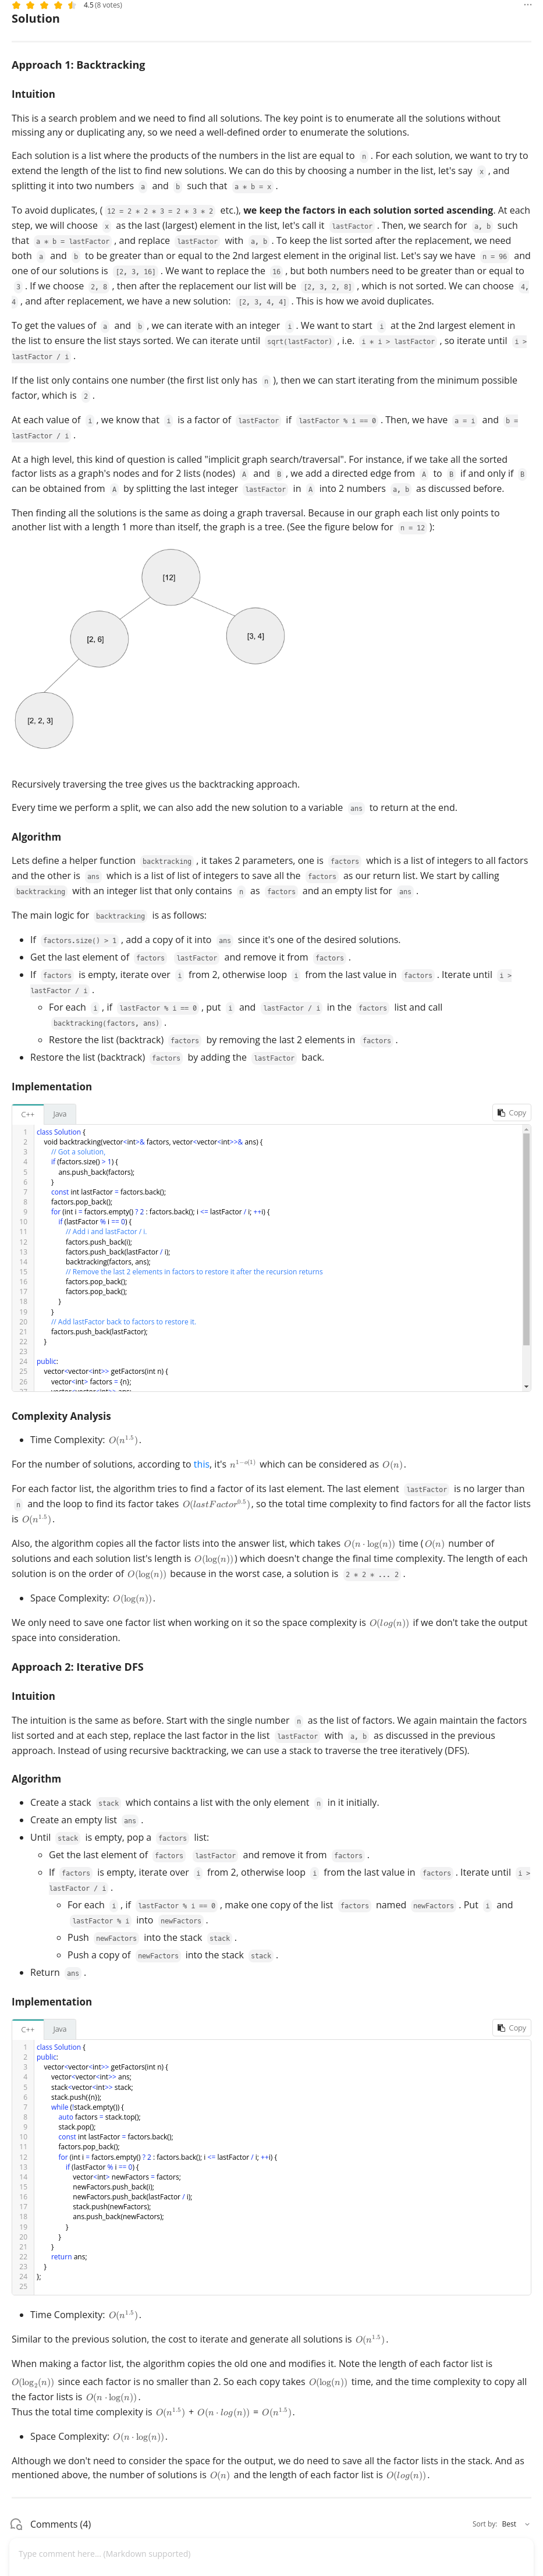 4.5 (8 votes)
Solution
Approach 1: Backtracking
Intuition
This is a search problem and we need to find all solutions. The key point is to enumerate all the solutions without
missing any or duplicating any, so we need a well-defined order to enumerate the solutions.
Each solution is a list where the products of the numbers in the list are equal to n . For each solution, we want to try to
extend the length of the list to find new solutions. We can do this by choosing a number in the list, let's say x , and
splitting it into two numbers a and b such that a * b = x .
To avoid duplicates, ( 12 = 2 * 2 * 3 = 2 * 3 * 2 etc.), we keep the factors in each solution sorted ascending. At each
step, we will choose x as the last (largest) element in the list, let's call it lastFactor . Then, we search for a, b such
that a * b = lastFactor , and replace lastFactor with a, b . To keep the list sorted after the replacement, we need
both a and b to be greater than or equal to the 2nd largest element in the original list. Let's say we have n = 96 and
one of our solutions is [2, 3, 16] . We want to replace the 16 , but both numbers need to be greater than or equal to
3 . If we choose 2, 8 , then after the replacement our list will be [2, 3, 2, 8] , which is not sorted. We can choose 4,
4 , and after replacement, we have a new solution: [2, 3, 4, 4] . This is how we avoid duplicates.
To get the values of a and b , we can iterate with an integer i . We want to start i at the 2nd largest element in
the list to ensure the list stays sorted. We can iterate until sqrt(lastFactor) , i.e. i * i > lastFactor , so iterate until i >
lastFactor / i .
If the list only contains one number (the first list only has n ), then we can start iterating from the minimum possible
factor, which is 2 .
At each value of i , we know that i is a factor of lastFactor if lastFactor % i == 0 . Then, we have a = i and b =
lastFactor / i .
At a high level, this kind of question is called "implicit graph search/traversal". For instance, if we take all the sorted
factor lists as a graph's nodes and for 2 lists (nodes) A and B , we add a directed edge from A to B if and only if B
can be obtained from A by splitting the last integer lastFactor in A into 2 numbers a, b as discussed before.
Then finding all the solutions is the same as doing a graph traversal. Because in our graph each list only points to
another list with a length 1 more than itself, the graph is a tree. (See the figure below for n = 12 ):
[12]
[2, 6]
[3, 4]
[2, 2, 3]
Recursively traversing the tree gives us the backtracking approach.
Every time we perform a split, we can also add the new solution to a variable ans to return at the end.
Algorithm
Lets define a helper function backtracking , it takes 2 parameters, one is factors which is a list of integers to all factors
and the other is ans which is a list of list of integers to save all the factors as our return list. We start by calling
backtracking with an integer list that only contains n as factors and an empty list for ans .
The main logic for backtracking is as follows:
• If factors.size() > 1 , add a copy of it into ans since it's one of the desired solutions.
• Get the last element of factors lastFactor and remove it from factors .
• If factors is empty, iterate over i from 2, otherwise loop i from the last value in factors . Iterate until i >
lastFactor / i .
◦ For each i , if lastFactor % i == 0 , put i and lastFactor / i in the factors list and call
backtracking(factors, ans) .
◦ Restore the list (backtrack) factors by removing the last 2 elements in factors .
• Restore the list (backtrack) factors by adding the lastFactor back.
Implementation
C++ Java Copy
1 class Solution {
2 void backtracking(vector<int>& factors, vector<vector<int>>& ans) {
3 // Got a solution,
4 if (factors.size() > 1) {
5 ans.push_back(factors);
6 }
7 const int lastFactor = factors.back();
8 factors.pop_back();
9 for (int i = factors.empty() ? 2 : factors.back(); i <= lastFactor / i; ++i) {
10 if (lastFactor % i == 0) {
11 // Add i and lastFactor / i.
12 factors.push_back(i);
13 factors.push_back(lastFactor / i);
14 backtracking(factors, ans);
15 // Remove the last 2 elements in factors to restore it after the recursion returns
16 factors.pop_back();
17 factors.pop_back();
18 }
19 }
20 // Add lastFactor back to factors to restore it.
21 factors.push_back(lastFactor);
22 }
23
24 public:
25 vector<vector<int>> getFactors(int n) {
26 vector<int> factors = {n};
27 vector<vector<int>> ans;
Complexity Analysis
• Time Complexity: O(n^1.5).
For the number of solutions, according to this, it's n^1−o(1) which can be considered as O(n).
For each factor list, the algorithm tries to find a factor of its last element. The last element lastFactor is no larger than
n and the loop to find its factor takes O(lastFactor^0.5), so the total time complexity to find factors for all the factor lists
is O(n^1.5).
Also, the algorithm copies all the factor lists into the answer list, which takes O(n · log(n)) time (O(n) number of
solutions and each solution list's length is O(log(n))) which doesn't change the final time complexity. The length of each
solution is on the order of O(log(n)) because in the worst case, a solution is 2 * 2 * ... 2 .
• Space Complexity: O(log(n)).
We only need to save one factor list when working on it so the space complexity is O(log(n)) if we don't take the output
space into consideration.
Approach 2: Iterative DFS
Intuition
The intuition is the same as before. Start with the single number n as the list of factors. We again maintain the factors
list sorted and at each step, replace the last factor in the list lastFactor with a, b as discussed in the previous
approach. Instead of using recursive backtracking, we can use a stack to traverse the tree iteratively (DFS).
Algorithm
• Create a stack stack which contains a list with the only element n in it initially.
• Create an empty list ans .
• Until stack is empty, pop a factors list:
◦ Get the last element of factors lastFactor and remove it from factors .
◦ If factors is empty, iterate over i from 2, otherwise loop i from the last value in factors . Iterate until i >
lastFactor / i .
◦ For each i , if lastFactor % i == 0 , make one copy of the list factors named newFactors . Put i and
lastFactor % i into newFactors .
◦ Push newFactors into the stack stack .
◦ Push a copy of newFactors into the stack stack .
• Return ans .
Implementation
C++ Java Copy
1 class Solution {
2 public:
3 vector<vector<int>> getFactors(int n) {
4 vector<vector<int>> ans;
5 stack<vector<int>> stack;
6 stack.push({n});
7 while (!stack.empty()) {
8 auto factors = stack.top();
9 stack.pop();
10 const int lastFactor = factors.back();
11 factors.pop_back();
12 for (int i = factors.empty() ? 2 : factors.back(); i <= lastFactor / i; ++i) {
13 if (lastFactor % i == 0) {
14 vector<int> newFactors = factors;
15 newFactors.push_back(i);
16 newFactors.push_back(lastFactor / i);
17 stack.push(newFactors);
18 ans.push_back(newFactors);
19 }
20 }
21 }
22 return ans;
23 }
24 };
25
• Time Complexity: O(n^1.5).
Similar to the previous solution, the cost to iterate and generate all solutions is O(n^1.5).
When making a factor list, the algorithm copies the old one and modifies it. Note the length of each factor list is
O(log₂(n)) since each factor is no smaller than 2. So each copy takes O(log(n)) time, and the time complexity to copy all
the factor lists is O(n · log(n)).
Thus the total time complexity is O(n^1.5) + O(n · log(n) = O(n^1.5).
• Space Complexity: O(n · log(n)).
Although we don't need to consider the space for the output, we do need to save all the factor lists in the stack. And as
mentioned above, the number of solutions is O(n) and the length of each factor list is O(log(n)).
Comments (4) Sort by: Best
Type comment here... (Markdown supported)